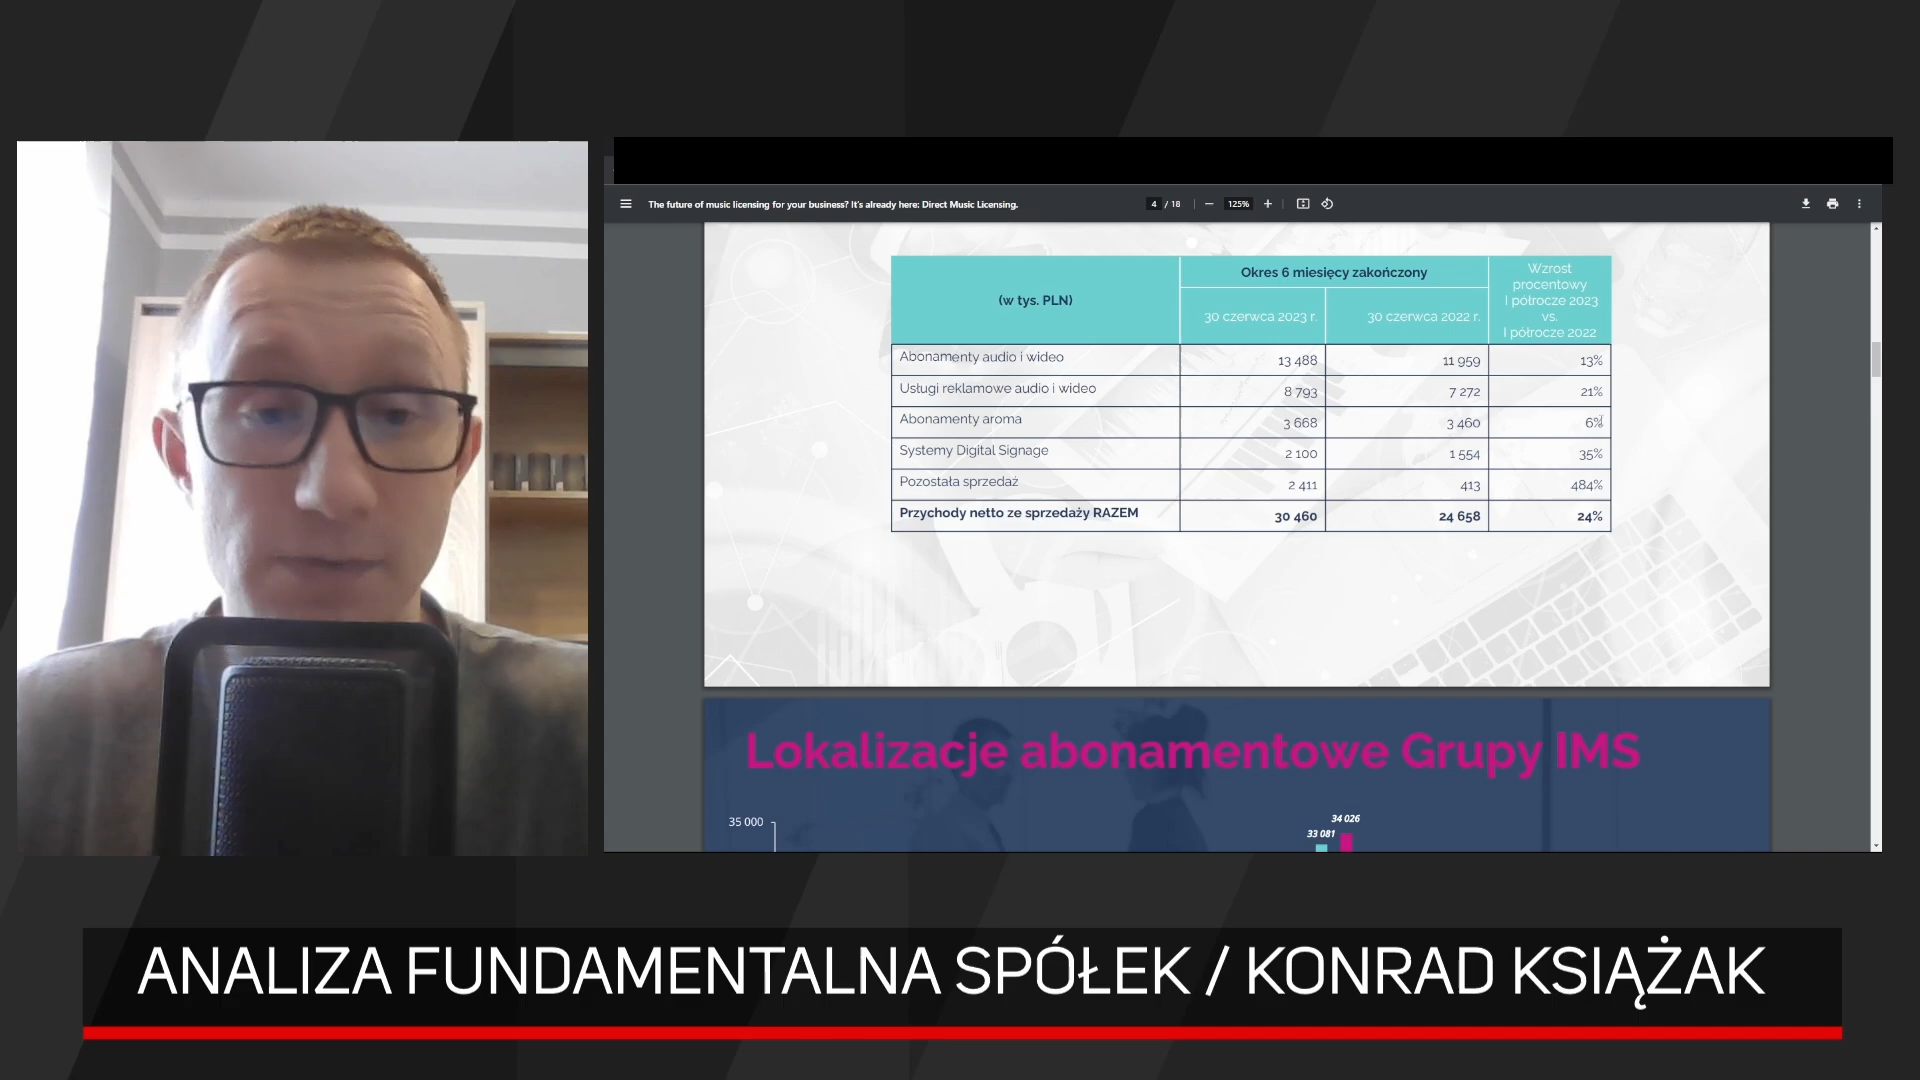 The future of music licensing for your business? It's already here: Direct Music Licensing.
4 / 18
125%
(w tys. PLN)
Okres 6 miesięcy zakończony
30 czerwca 2023 r.
30 czerwca 2022 r.
Wzrost
procentowy
I półrocze 2023
vs.
I półrocze 2022
Abonamenty audio i wideo 13 488 11 959 13%
Usługi reklamowe audio i wideo 8 793 7 272 21%
Abonamenty aroma 3 668 3 460 6%
Systemy Digital Signage 2 100 1 554 35%
Pozostała sprzedaż 2 411 413 484%
Przychody netto ze sprzedaży RAZEM 30 460 24 658 24%
Lokalizacje abonamentowe Grupy IMS
35 000
34 026
33 081
ANALIZA FUNDAMENTALNA SPÓŁEK / KONRAD KSIĄŻAK